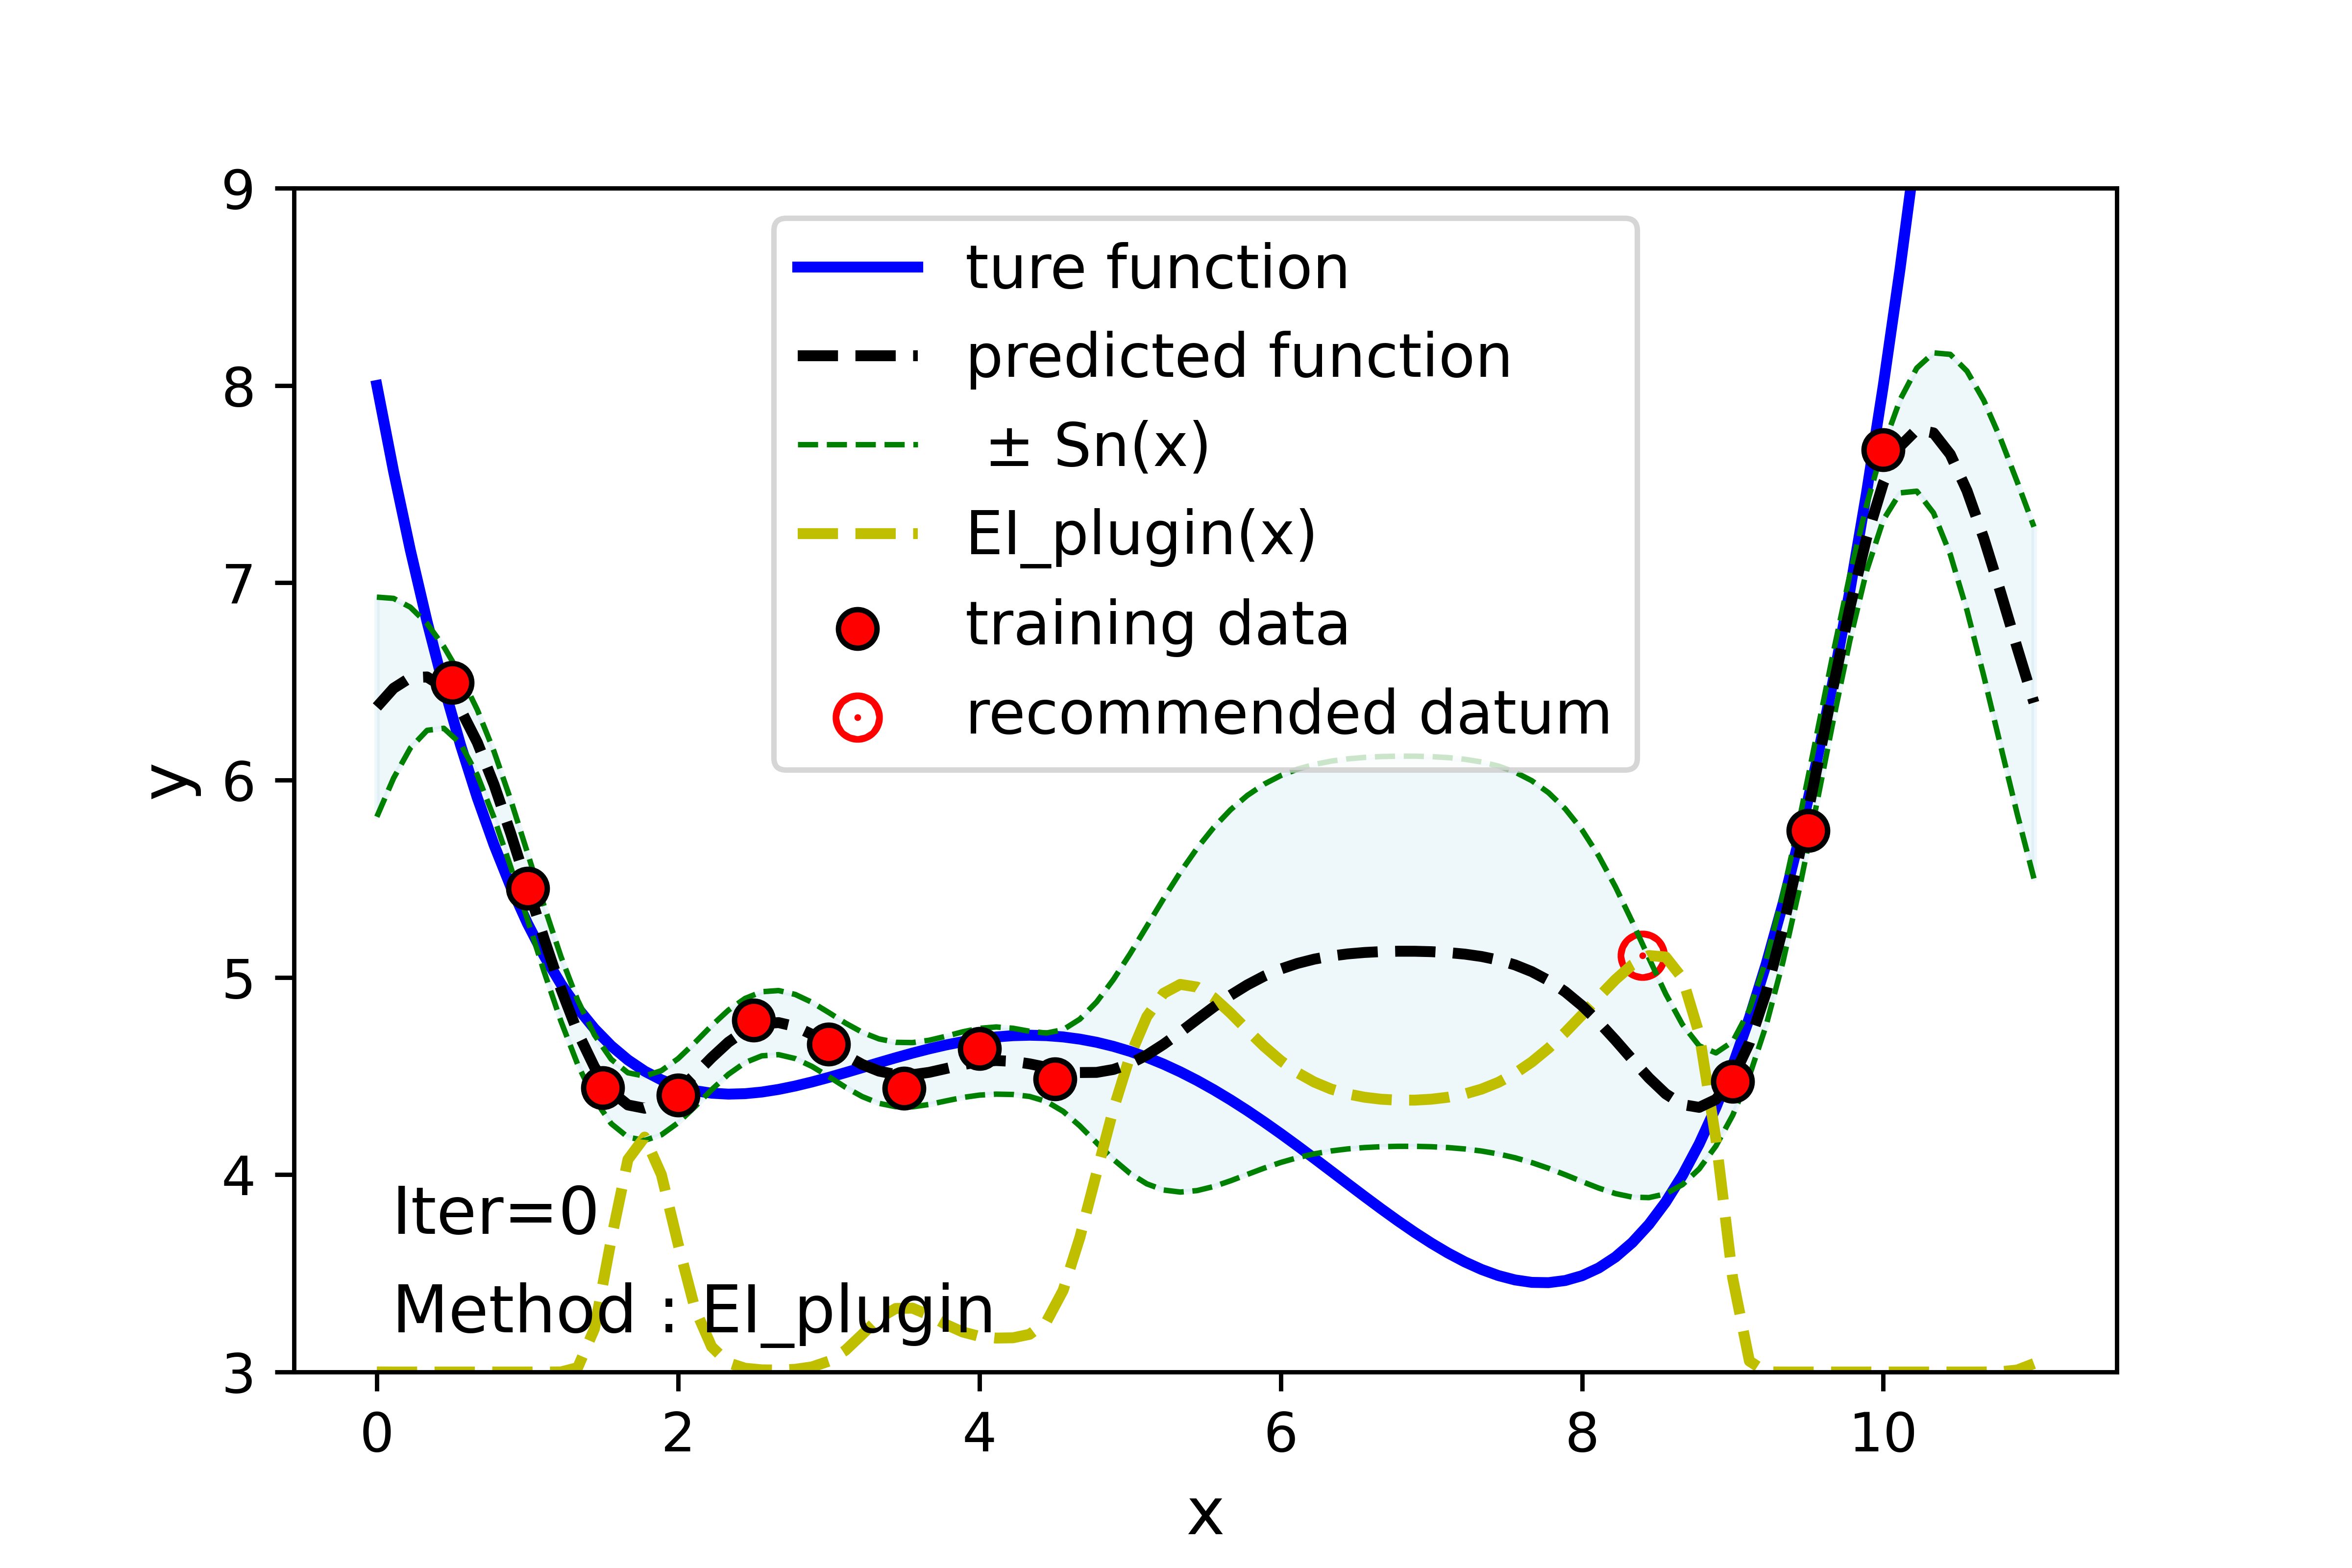 9
8
7
6
5
4
3
y
ture function
predicted function
± Sn(x)
EI_plugin(x)
training data
recommended datum
Iter=0
Method : EI_plugin
0 2 4 6 8 10
x